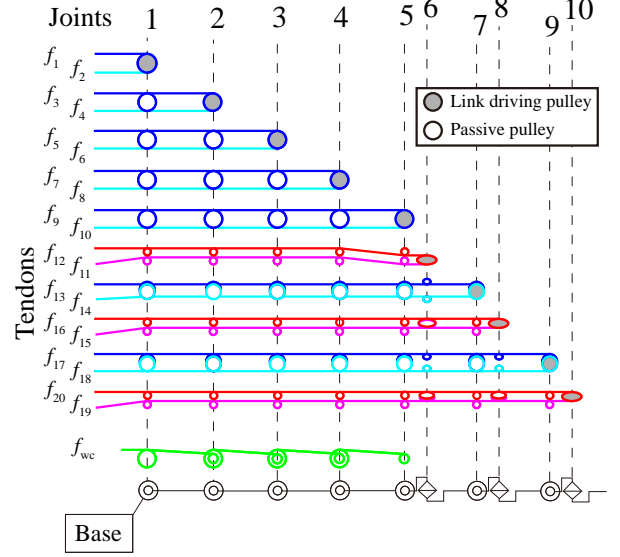 Joints 1 2 3 4 5 6 7 8 9 10
f1 f2
f3 f4
f5 f6
f7 f8
f9 f10
f12 f11
f13 f14
f16 f15
f17 f18
f20 f19
fwc
Tendons
Link driving pulley
Passive pulley
Base